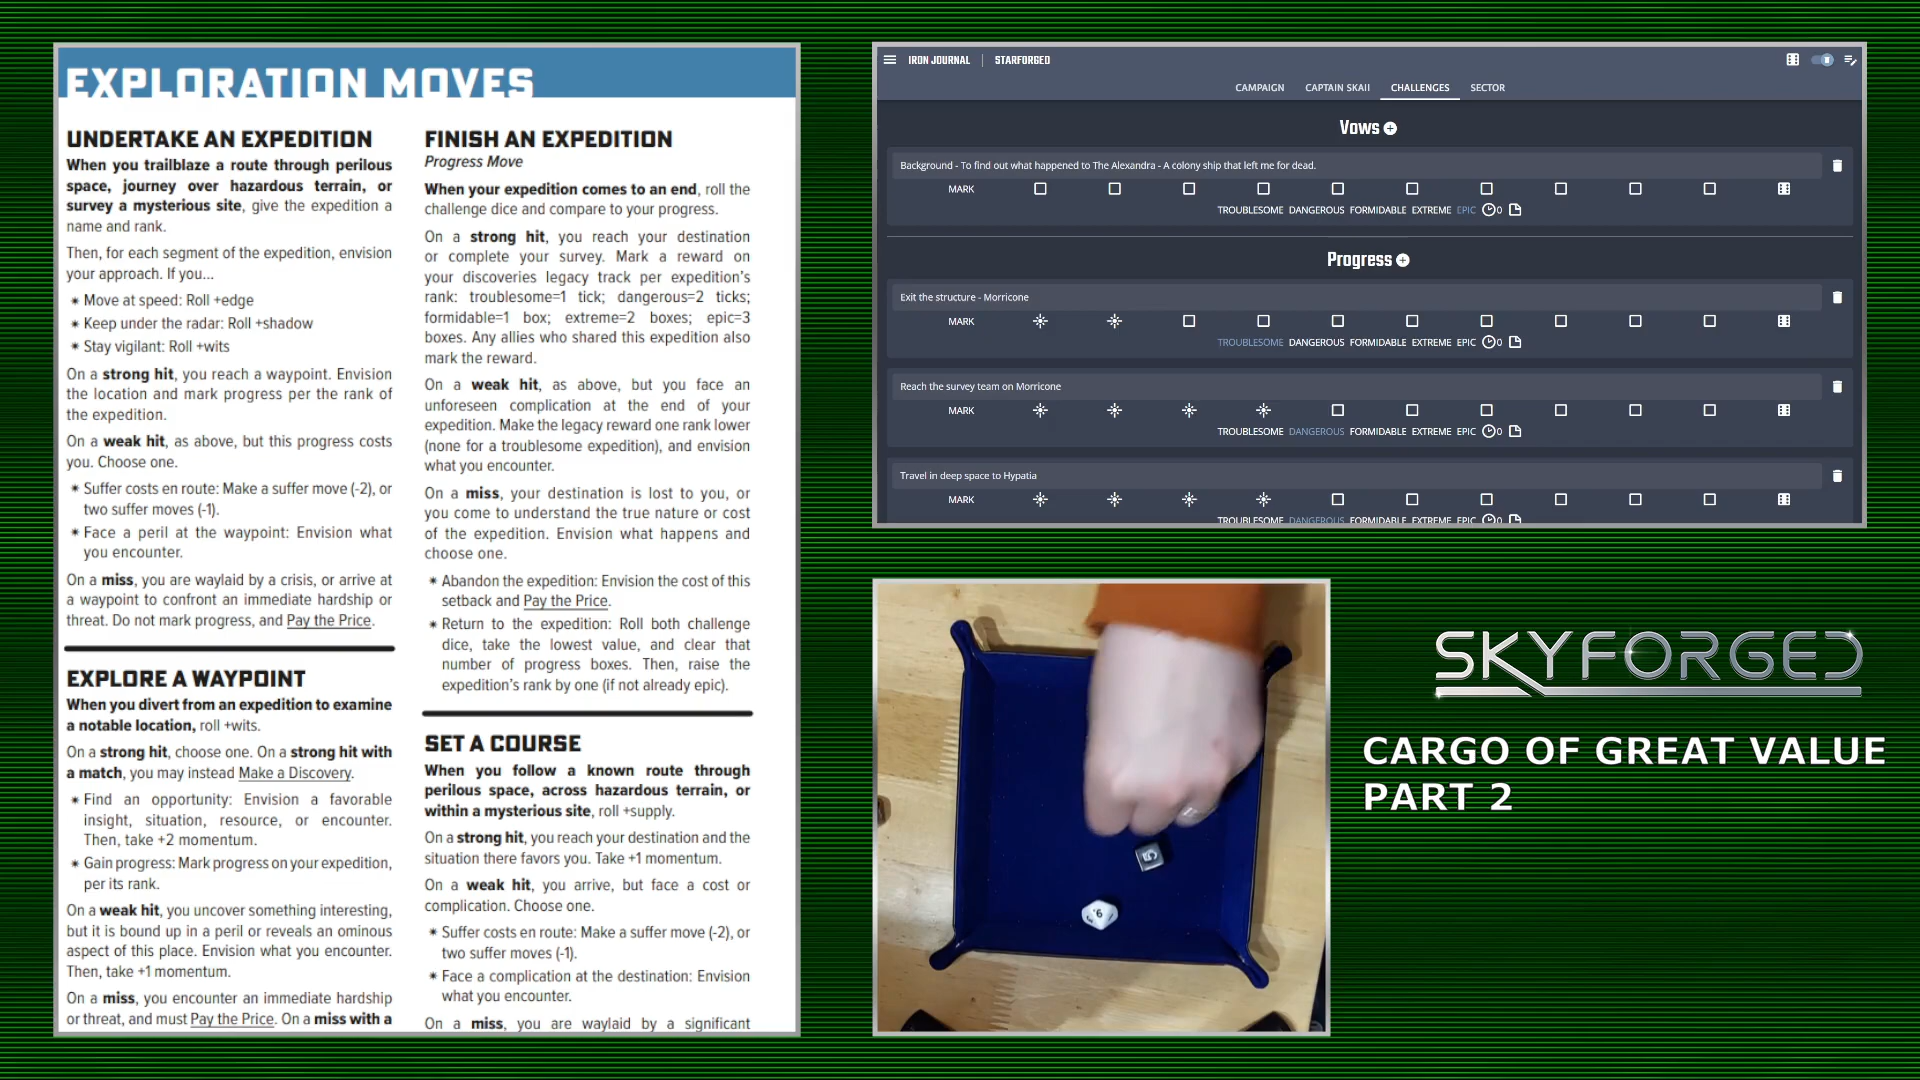 EXPLORATION MOVES
UNDERTAKE AN EXPEDITION
When you trailblaze a route through perilous
space, journey over hazardous terrain, or
survey a mysterious site, give the expedition a
name and rank.
Then, for each segment of the expedition, envision
your approach. If you...
✴ Move at speed: Roll +edge
✴ Keep under the radar: Roll +shadow
✴ Stay vigilant: Roll +wits
On a strong hit, you reach a waypoint. Envision
the location and mark progress per the rank of
the expedition.
On a weak hit, as above, but this progress costs
you. Choose one.
✴ Suffer costs en route: Make a suffer move (-2), or
two suffer moves (-1).
✴ Face a peril at the waypoint: Envision what
you encounter.
On a miss, you are waylaid by a crisis, or arrive at
a waypoint to confront an immediate hardship or
threat. Do not mark progress, and Pay the Price.
EXPLORE A WAYPOINT
When you divert from an expedition to examine
a notable location, roll +wits.
On a strong hit, choose one. On a strong hit with
a match, you may instead Make a Discovery.
✴ Find an opportunity: Envision a favorable
insight, situation, resource, or encounter.
Then, take +2 momentum.
✴ Gain progress: Mark progress on your expedition,
per its rank.
On a weak hit, you uncover something interesting,
but it is bound up in a peril or reveals an ominous
aspect of this place. Envision what you encounter.
Then, take +1 momentum.
On a miss, you encounter an immediate hardship
or threat, and must Pay the Price. On a miss with a
FINISH AN EXPEDITION
Progress Move
When your expedition comes to an end, roll the
challenge dice and compare to your progress.
On a strong hit, you reach your destination
or complete your survey. Mark a reward on
your discoveries legacy track per expedition's
rank: troublesome=1 tick; dangerous=2 ticks;
formidable=1 box; extreme=2 boxes; epic=3
boxes. Any allies who shared this expedition also
mark the reward.
On a weak hit, as above, but you face an
unforeseen complication at the end of your
expedition. Make the legacy reward one rank lower
(none for a troublesome expedition), and envision
what you encounter.
On a miss, your destination is lost to you, or
you come to understand the true nature or cost
of the expedition. Envision what happens and
choose one.
✴ Abandon the expedition: Envision the cost of this
setback and Pay the Price.
✴ Return to the expedition: Roll both challenge
dice, take the lowest value, and clear that
number of progress boxes. Then, raise the
expedition's rank by one (if not already epic).
SET A COURSE
When you follow a known route through
perilous space, across hazardous terrain, or
within a mysterious site, roll +supply.
On a strong hit, you reach your destination and the
situation there favors you. Take +1 momentum.
On a weak hit, you arrive, but face a cost or
complication. Choose one.
✴ Suffer costs en route: Make a suffer move (-2), or
two suffer moves (-1).
✴ Face a complication at the destination: Envision
what you encounter.
On a miss, you are waylaid by a significant
IRON JOURNAL | STARFORGED
CAMPAIGN CAPTAIN SKAII CHALLENGES SECTOR
Vows
Background - To find out what happened to The Alexandra - A colony ship that left me for dead.
MARK
TROUBLESOME DANGEROUS FORMIDABLE EXTREME EPIC 0
Progress
Exit the structure - Morricone
MARK
TROUBLESOME DANGEROUS FORMIDABLE EXTREME EPIC 0
Reach the survey team on Morricone
MARK
TROUBLESOME DANGEROUS FORMIDABLE EXTREME EPIC 0
Travel in deep space to Hypatia
MARK
TROUBLESOME DANGEROUS FORMIDABLE EXTREME EPIC 0
5
9.
SKYFORGED
CARGO OF GREAT VALUE
PART 2